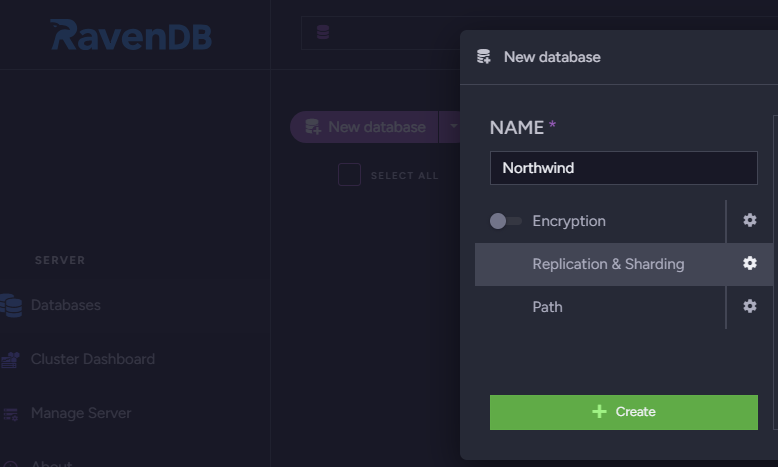 RavenDB
New database
New database
SELECT ALL
NAME *
Northwind
Encryption
Replication & Sharding
Path
Create
SERVER
Databases
Cluster Dashboard
Manage Server
About